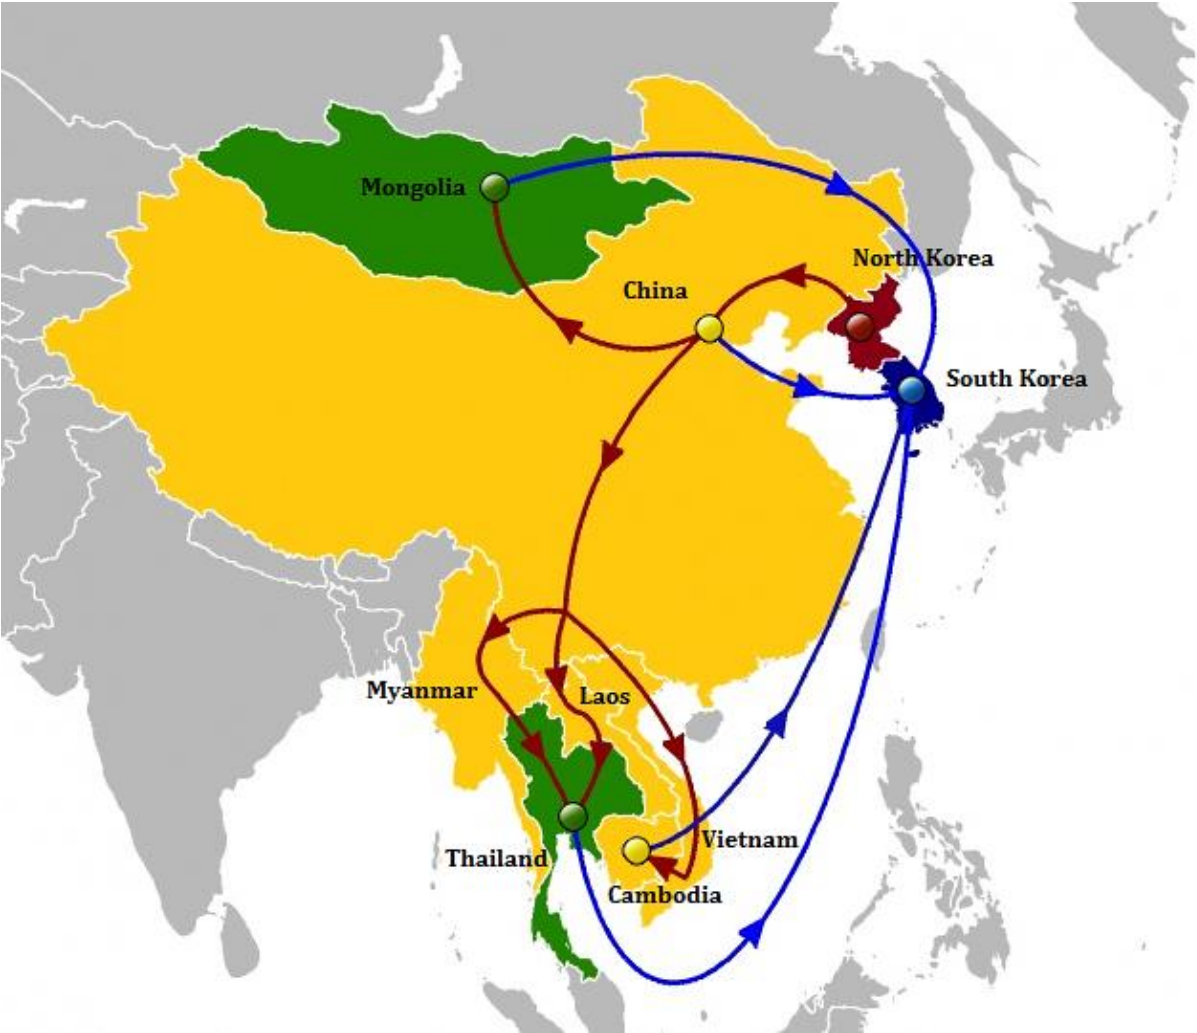 Mongolia
North Korea
China
South Korea
Myanmar
Laos
Vietnam
Thailand
Cambodia